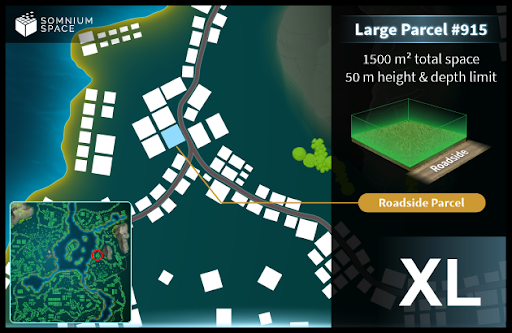 SOMNIUM
SPACE
Large Parcel #915
1500 m² total space
50 m height & depth limit
Roadside
Roadside Parcel
XL